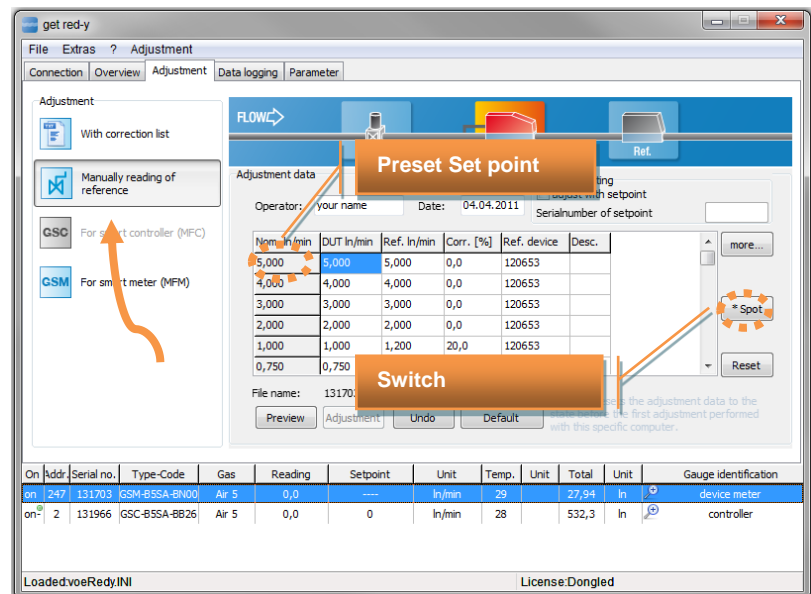 get red-y
File Extras ? Adjustment
Connection Overview Adjustment Data logging Parameter
Adjustment
With correction list
Manually reading of
reference
GSC For smart controller (MFC)
GSM For smart meter (MFM)
FLOW
Ref.
Preset Set point
Adjustment data
adjust with setpoint
Operator: your name Date: 04.04.2011 Serialnumber of setpoint
Nom. ln/min DUT ln/min Ref. ln/min Corr. [%] Ref. device Desc.
5,000 5,000 5,000 0,0 120653
4,000 4,000 4,000 0,0 120653
3,000 3,000 3,000 0,0 120653
2,000 2,000 2,000 0,0 120653
1,000 1,000 1,200 20,0 120653
0,750 0,750
more...
* Spot
Reset
Switch
File name: 131703
Preview Adjustment Undo Default
sets the adjustment data to the
state before the first adjustment performed
with this specific computer.
On Addr. Serial no. Type-Code Gas Reading Setpoint Unit Temp. Unit Total Unit Gauge identification
on 247 131703 GSM-B5SA-BN00 Air 5 0,0 ---- ln/min 29 27,94 ln device meter
on- 2 131966 GSC-B5SA-BB26 Air 5 0,0 0 ln/min 28 532,3 ln controller
Loaded:voeRedy.INI License:Dongled